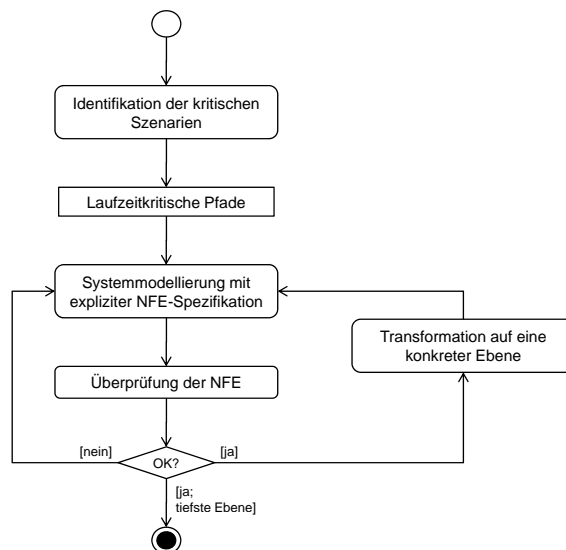 Identifikation der kritischen
Szenarien
Laufzeitkritische Pfade
Systemmodellierung mit
expliziter NFE-Spezifikation
Transformation auf eine
konkreter Ebene
Überprüfung der NFE
[nein]
OK?
[ja]
[ja;
tiefste Ebene]